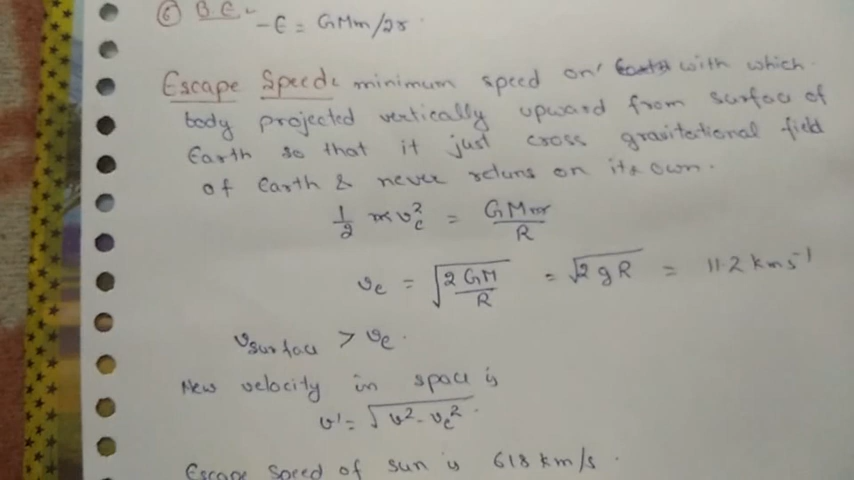 ⑥ B.E.:- -E = GMm/2r.
Escape Speed: minimum speed on with which
body projected vertically upward from surface of
Earth so that it just cross gravitational field
of Earth & never returns on its own.
1/2 mv_e^2 = GMm/R
v_e = √(2GM/R) = √2gR = 11.2 kms^-1
v_surface > v_e.
New velocity in space is
v' = √(v^2 - v_e^2).
Escape Speed of sun is 618 km/s.